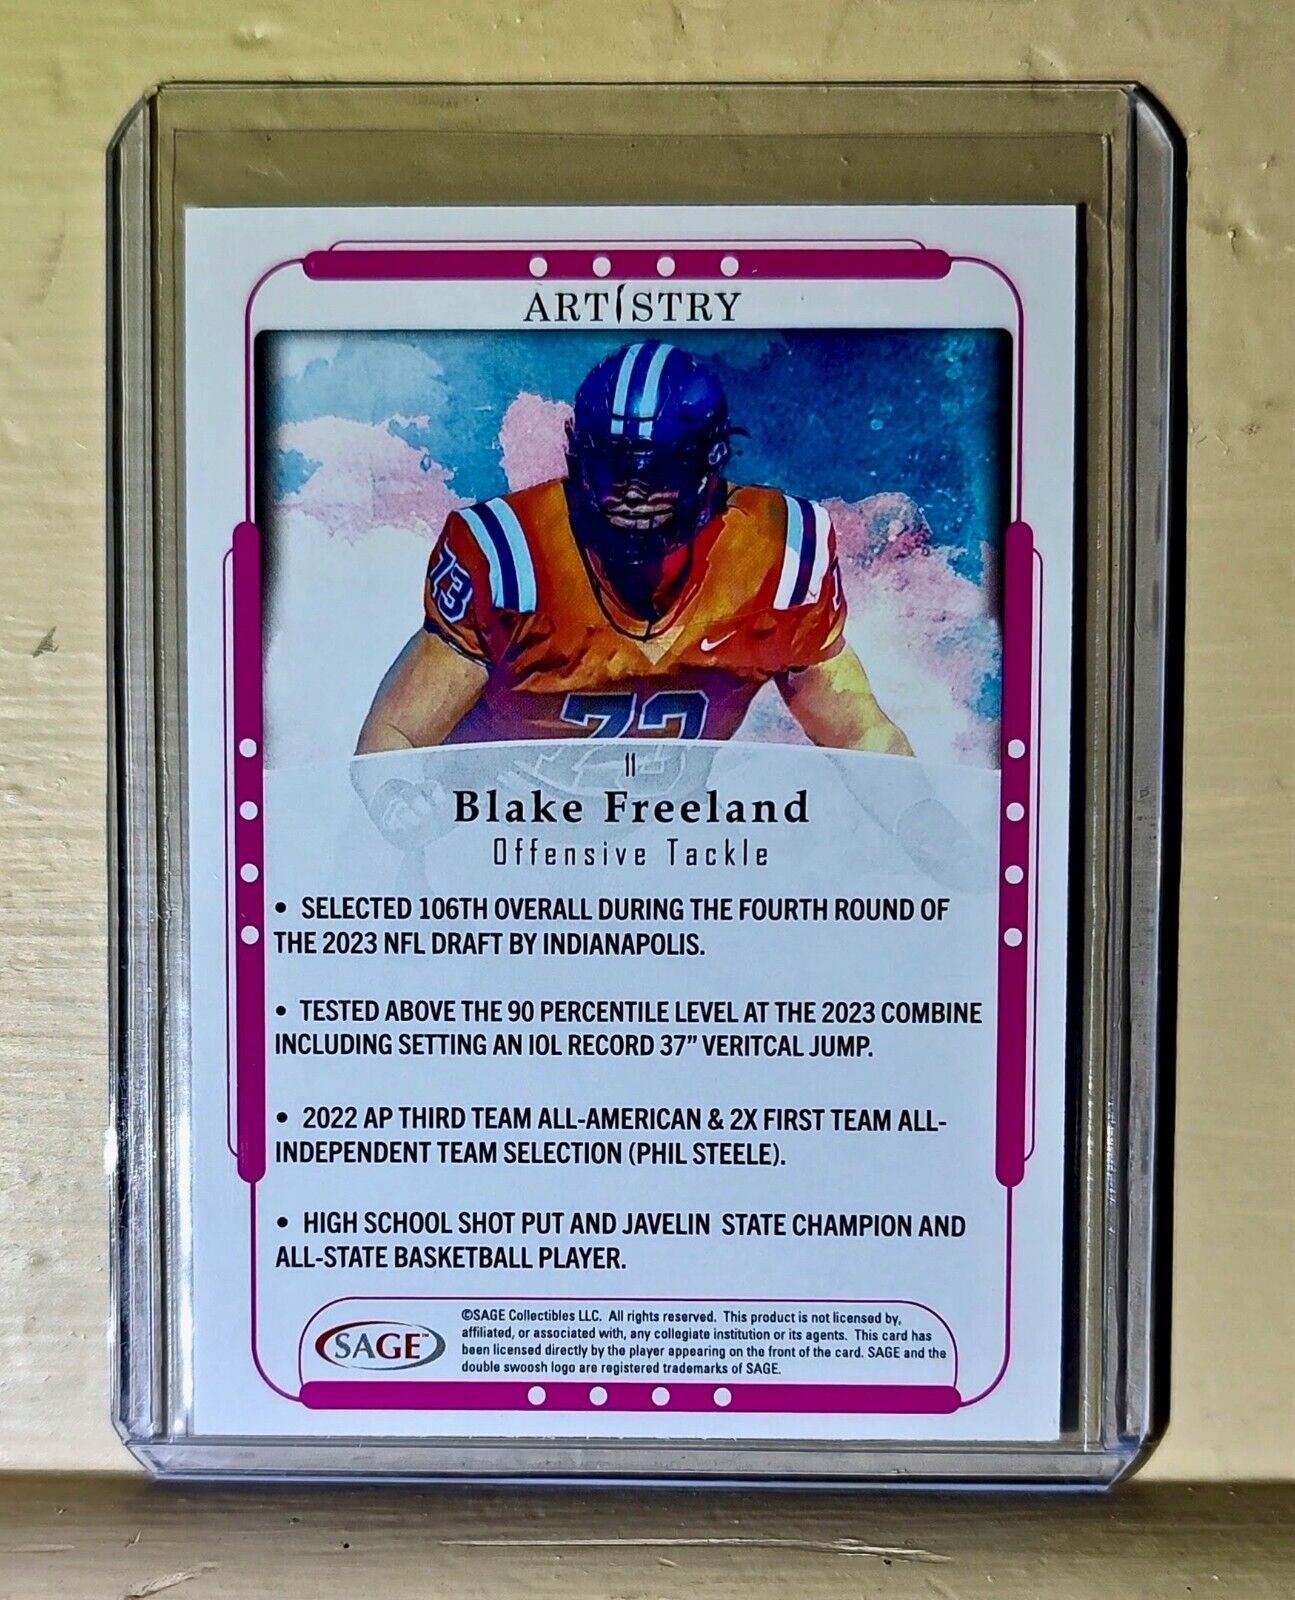 ARTISTRY
73
73
11
Blake Freeland
Offensive Tackle
• SELECTED 106TH OVERALL DURING THE FOURTH ROUND OF
THE 2023 NFL DRAFT BY INDIANAPOLIS.
• TESTED ABOVE THE 90 PERCENTILE LEVEL AT THE 2023 COMBINE
INCLUDING SETTING AN IOL RECORD 37” VERITCAL JUMP.
• 2022 AP THIRD TEAM ALL-AMERICAN & 2X FIRST TEAM ALL-
INDEPENDENT TEAM SELECTION (PHIL STEELE).
• HIGH SCHOOL SHOT PUT AND JAVELIN STATE CHAMPION AND
ALL-STATE BASKETBALL PLAYER.
SAGE™
©SAGE Collectibles LLC. All rights reserved. This product is not licensed by,
affiliated, or associated with, any collegiate institution or its agents. This card has
been licensed directly by the player appearing on the front of the card. SAGE and the
double swoosh logo are registered trademarks of SAGE.